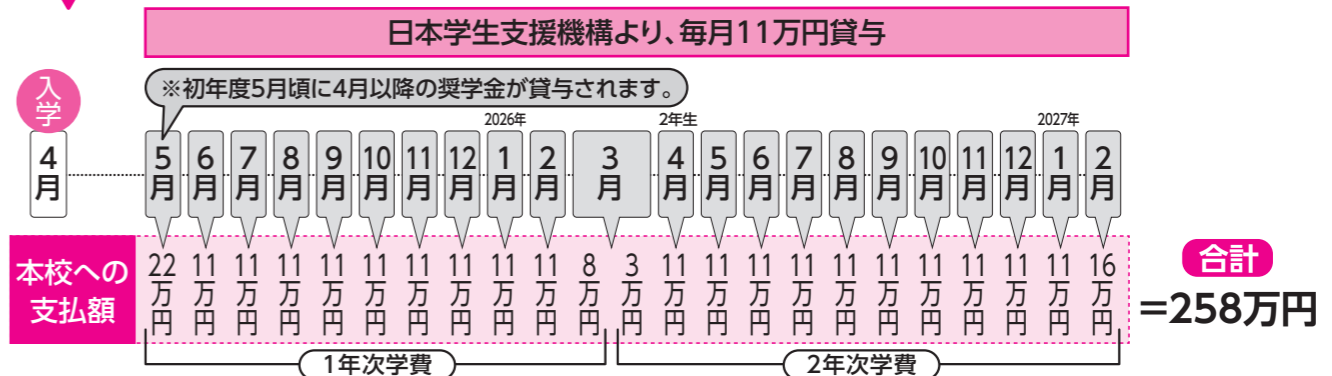 日本学生支援機構より、毎月11万円貸与
入学
※初年度5月頃に4月以降の奨学金が貸与されます。
2026年
2年生
2027年
4月
5月
6月
7月
8月
9月
10月
11月
12月
1月
2月
3月
4月
5月
6月
7月
8月
9月
10月
11月
12月
1月
2月
本校への
支払額
22万円
11万円
11万円
11万円
11万円
11万円
11万円
11万円
11万円
11万円
8万円
3万円
11万円
11万円
11万円
11万円
11万円
11万円
11万円
11万円
11万円
11万円
16万円
合計
=258万円
1年次学費
2年次学費